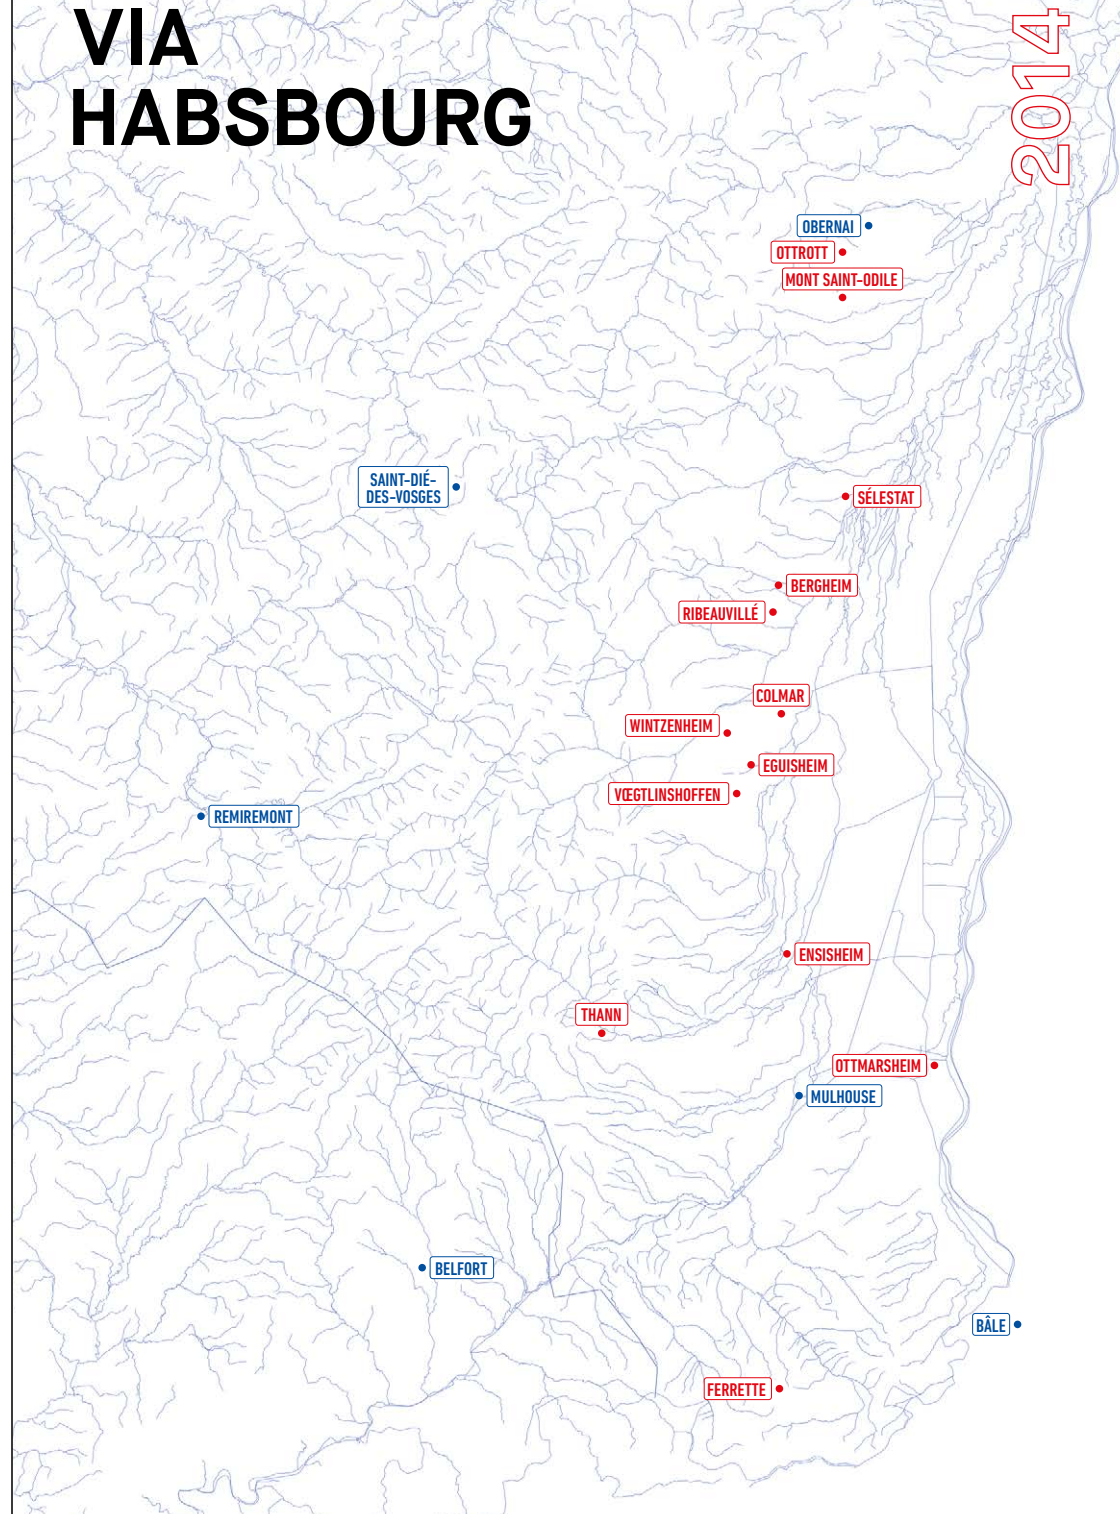 VIA
HABSBOURG
2014
OBERNAI
OTTROTT
MONT SAINT-ODILE
SAINT-DIÉ-
DES-VOSGES
SÉLESTAT
BERGHEIM
RIBEAUVILLÉ
COLMAR
WINTZENHEIM
EGUISHEIM
VŒGTLINSHOFFEN
REMIREMONT
ENSISHEIM
THANN
OTTMARSHEIM
MULHOUSE
BELFORT
BÂLE
FERRETTE